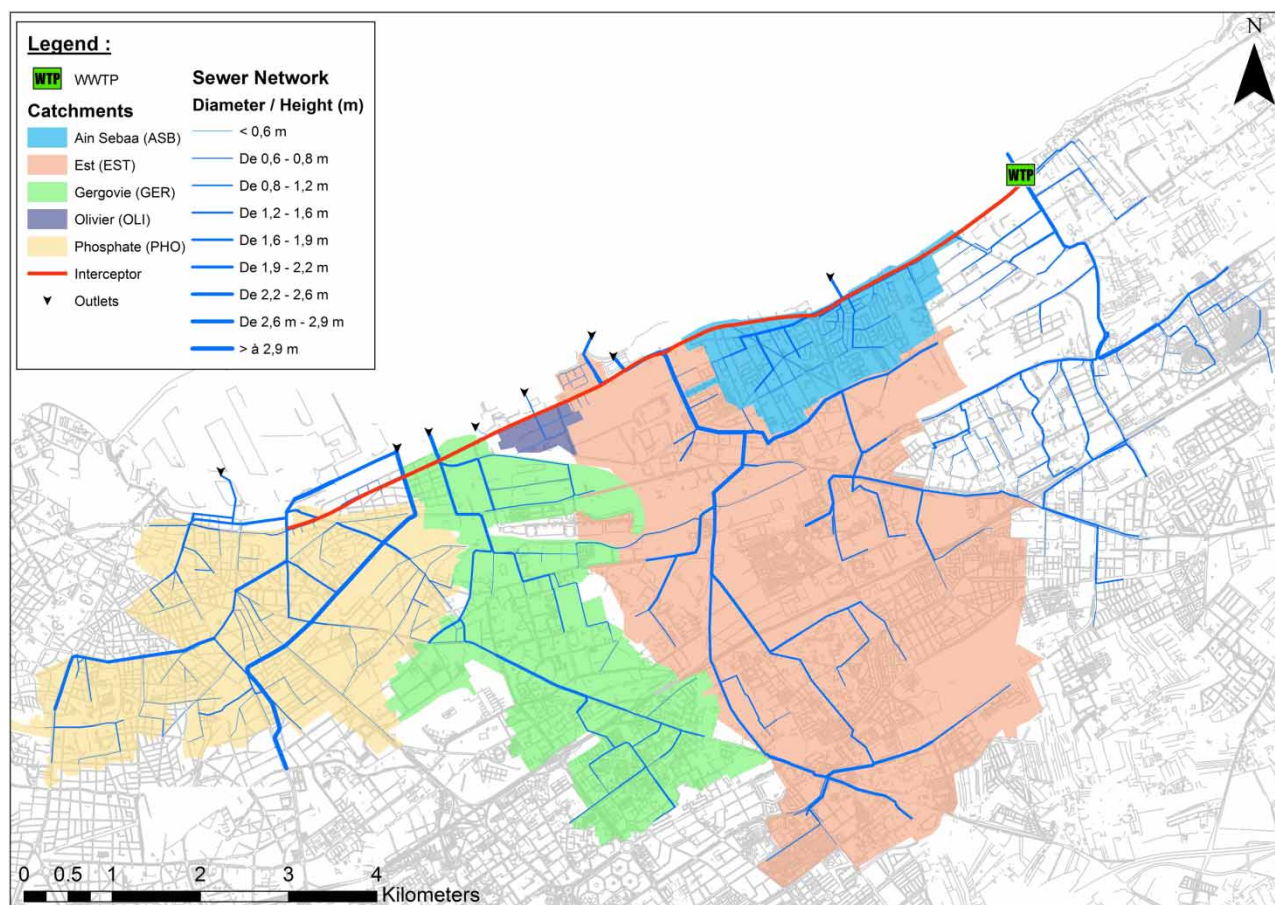 Legend :
WTP WWTP
Catchments
Ain Sebaa (ASB)
Est (EST)
Gergovie (GER)
Olivier (OLI)
Phosphate (PHO)
Interceptor
Outlets
Sewer Network
Diameter / Height (m)
< 0,6 m
De 0,6 - 0,8 m
De 0,8 - 1,2 m
De 1,2 - 1,6 m
De 1,6 - 1,9 m
De 1,9 - 2,2 m
De 2,2 - 2,6 m
De 2,6 m - 2,9 m
> à 2,9 m
N
WTP
0 0.5 1 2 3 4
Kilometers